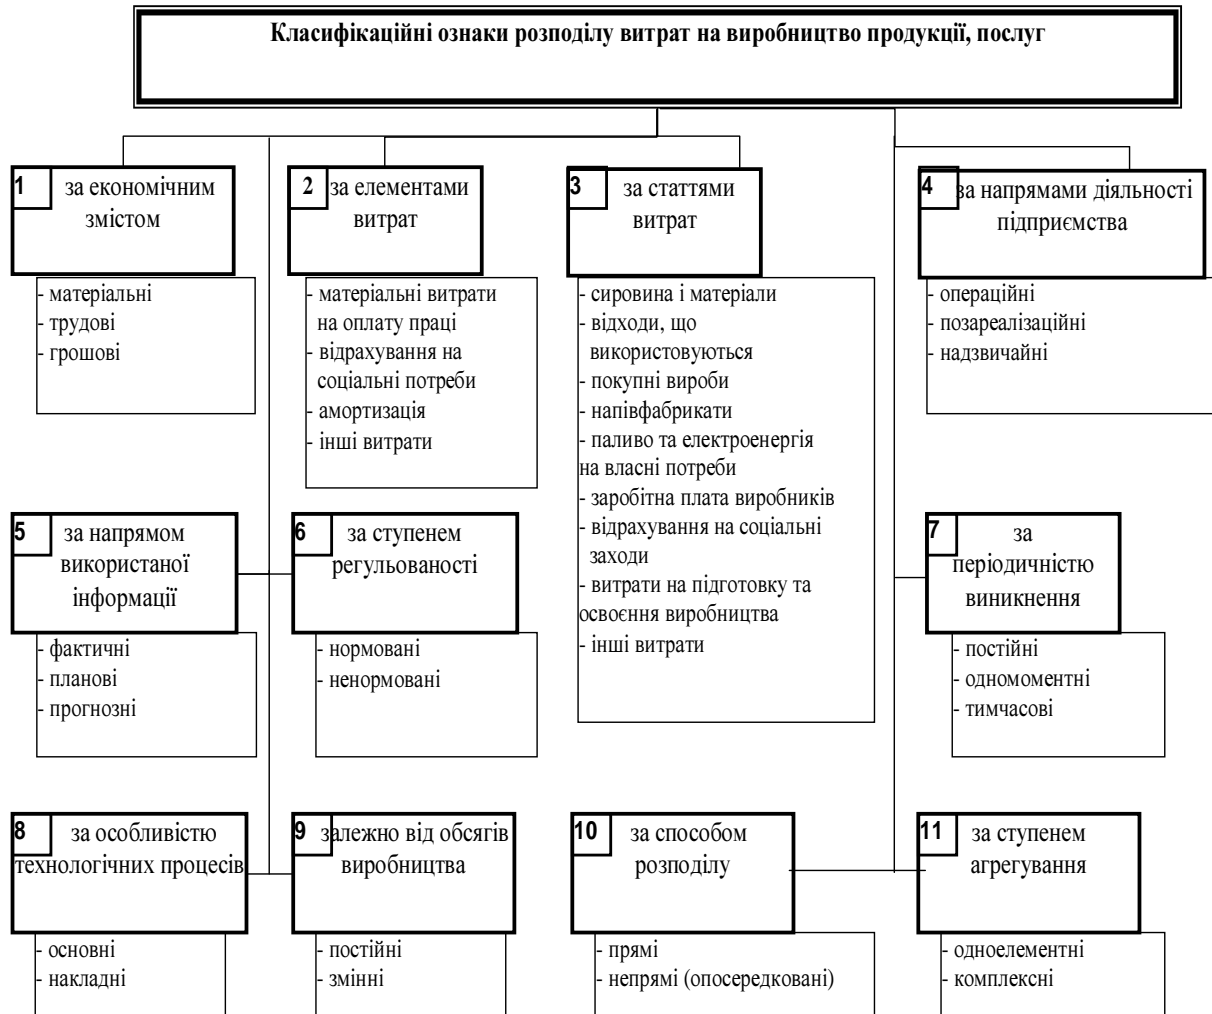 Класифікаційні ознаки розподілу витрат на виробництво продукції, послуг
1 за економічним
змістом
- матеріальні
- трудові
- грошові
2 за елементами
витрат
- матеріальні витрати
на оплату праці
- відрахування на
соціальні потреби
- амортизація
- інші витрати
3 за статтями
витрат
- сировина і матеріали
- відходи, що
використовуються
- покупні вироби
- напівфабрикати
- паливо та електроенергія
на власні потреби
- заробітна плата виробників
- відрахування на соціальні
заходи
- витрати на підготовку та
освоєння виробництва
- інші витрати
4 за напрямами діяльності
підприємства
- операційні
- позареалізаційні
- надзвичайні
5 за напрямом
використаної
інформації
- фактичні
- планові
- прогнозні
6 за ступенем
регульованості
- нормовані
- ненормовані
7 за
періодичністю
виникнення
- постійні
- одномоментні
- тимчасові
8 за особливістю
технологічних процесів
- основні
- накладні
9 залежно від обсягів
виробництва
- постійні
- змінні
10 за способом
розподілу
- прямі
- непрямі (опосередковані)
11 за ступенем
агрегування
- одноелементні
- комплексні